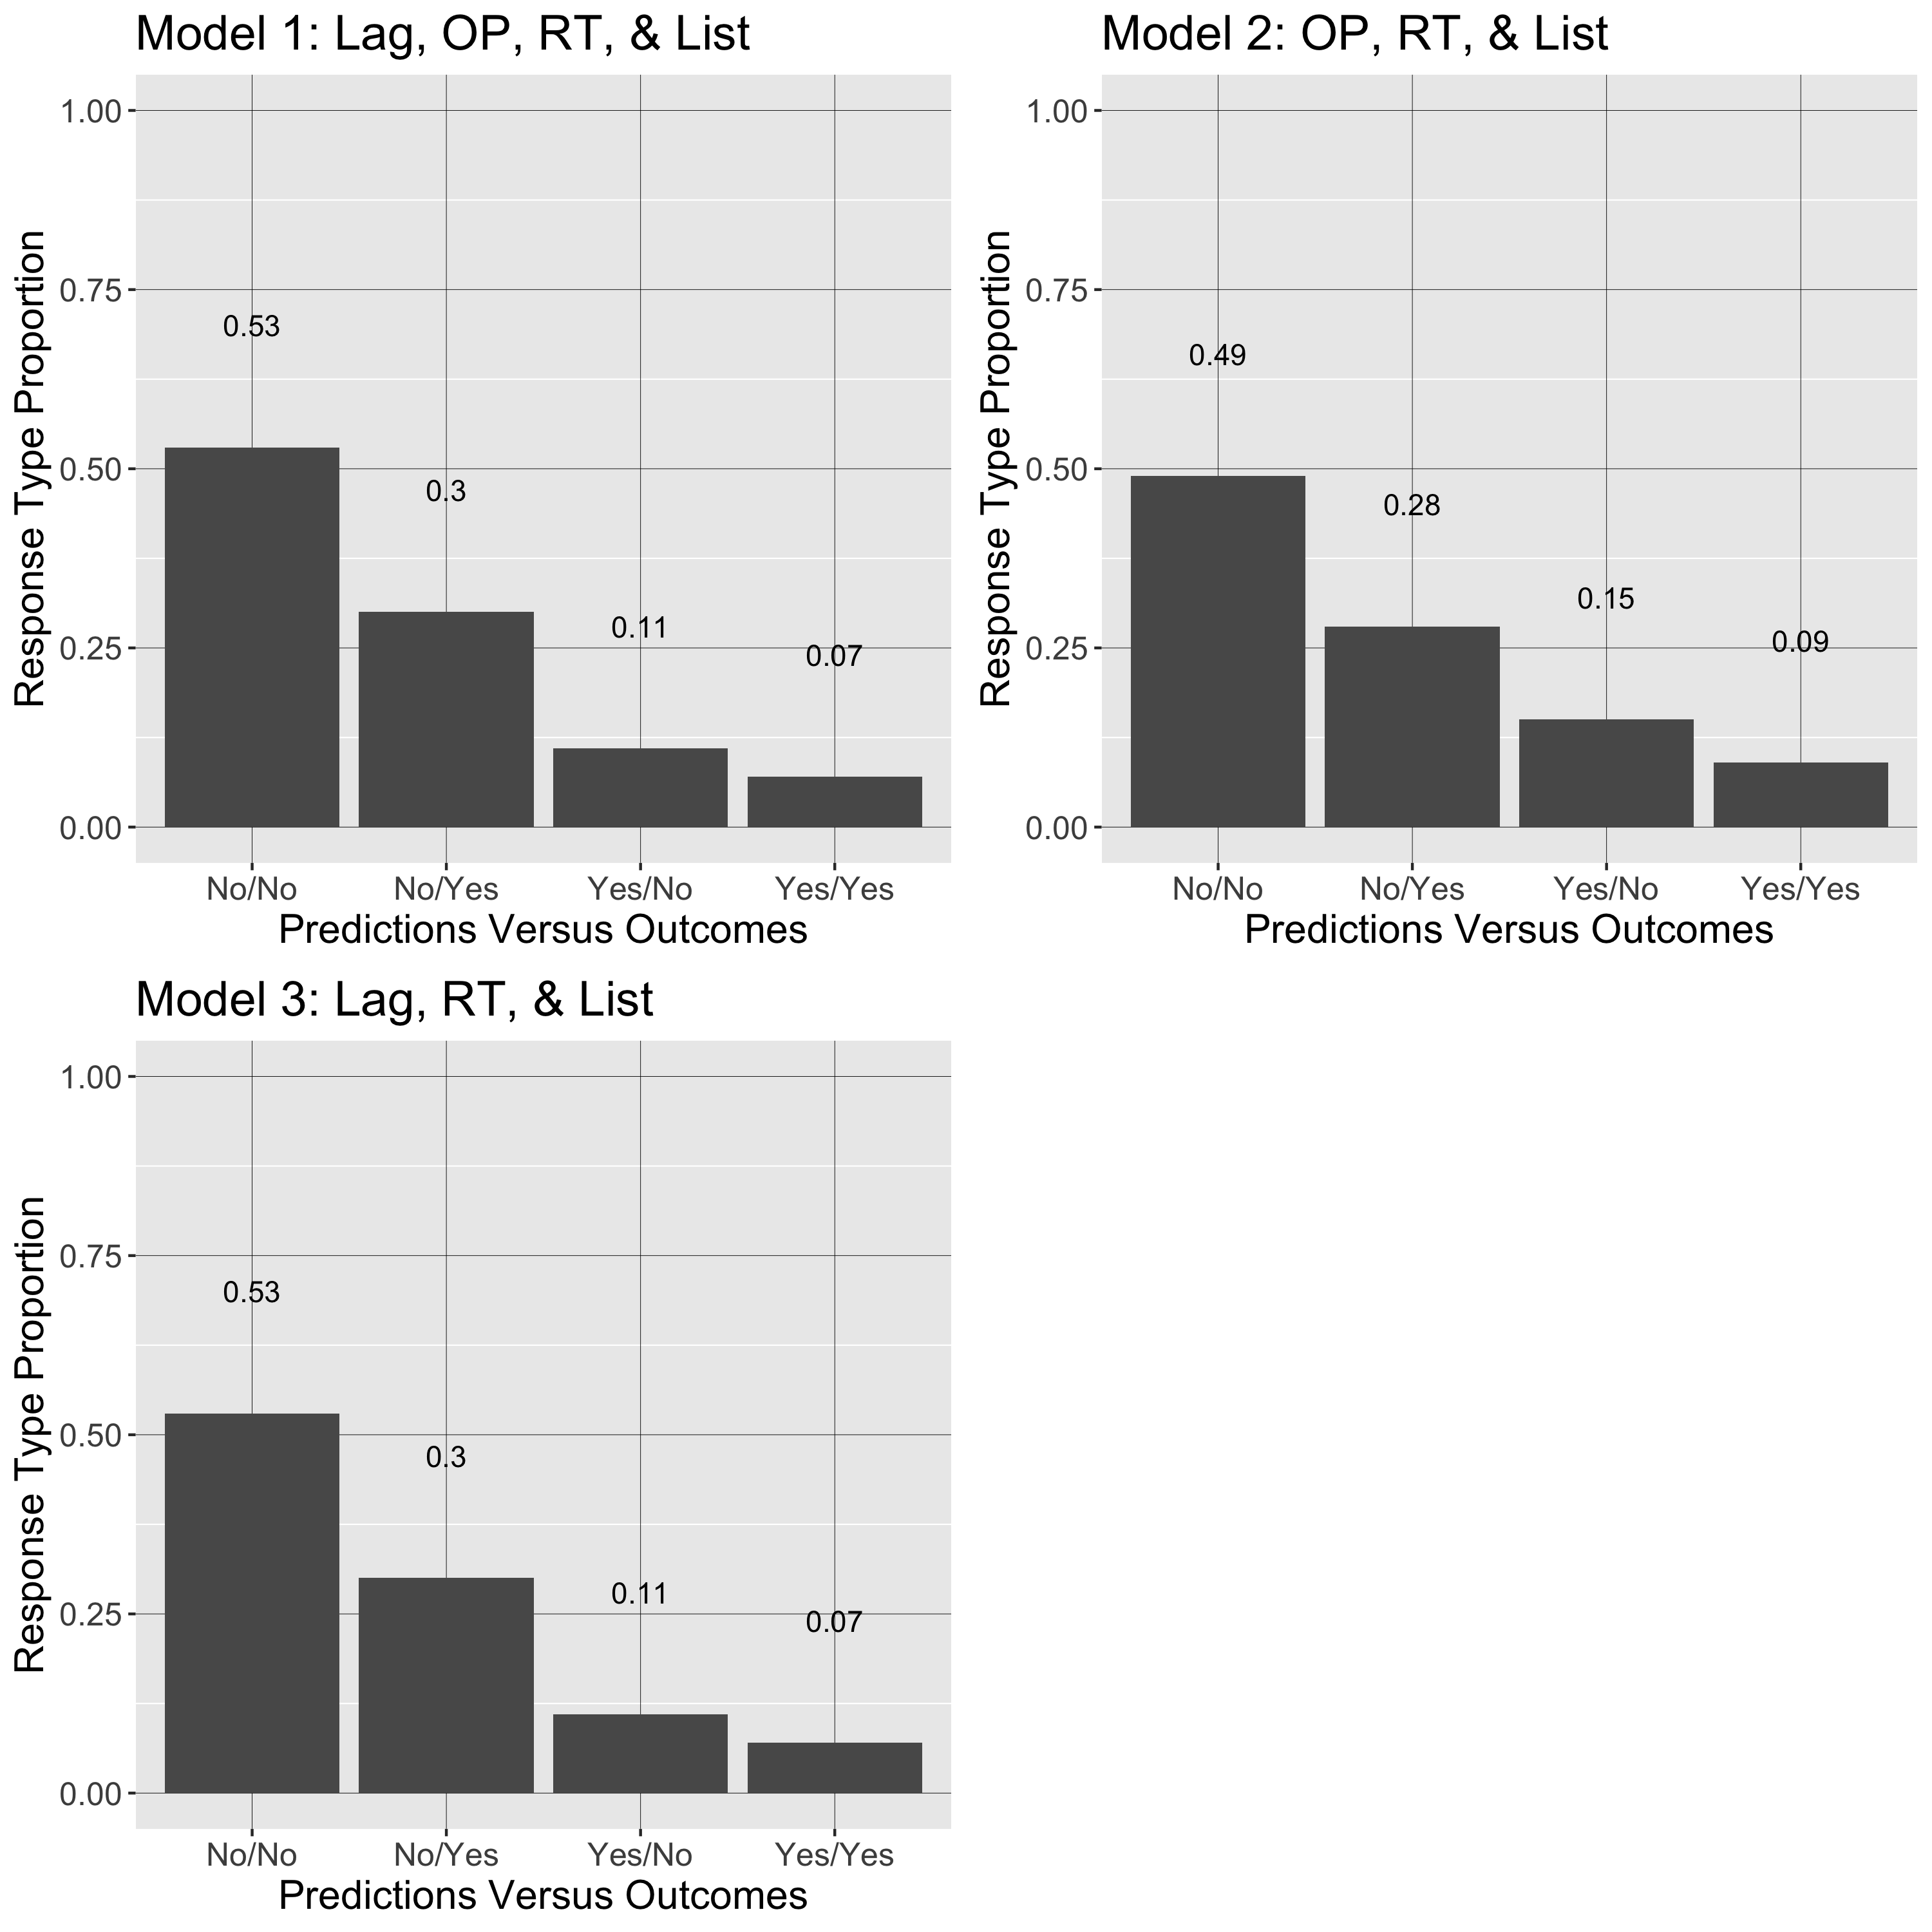 Model 1: Lag, OP, RT, & List
Response Type Proportion
1.00
0.75
0.50
0.25
0.00
0.53
0.3
0.11
0.07
No/No No/Yes Yes/No Yes/Yes
Predictions Versus Outcomes
Model 2: OP, RT, & List
Response Type Proportion
1.00
0.75
0.50
0.25
0.00
0.49
0.28
0.15
0.09
No/No No/Yes Yes/No Yes/Yes
Predictions Versus Outcomes
Model 3: Lag, RT, & List
Response Type Proportion
1.00
0.75
0.50
0.25
0.00
0.53
0.3
0.11
0.07
No/No No/Yes Yes/No Yes/Yes
Predictions Versus Outcomes